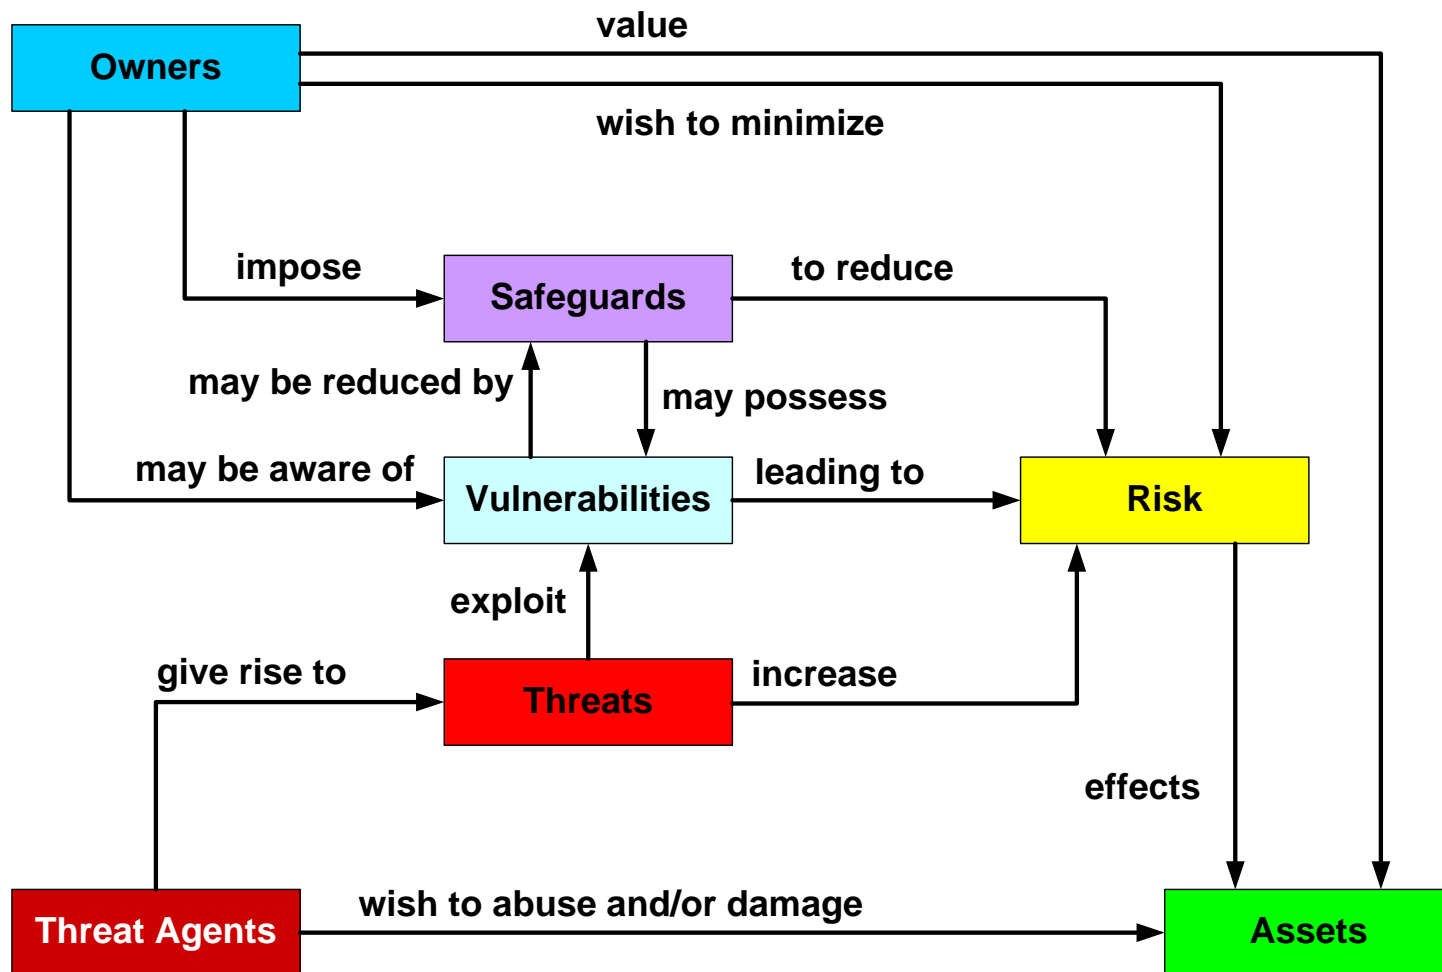 value
Owners
wish to minimize
impose
Safeguards
to reduce
may be reduced by
may possess
may be aware of
Vulnerabilities
leading to
Risk
exploit
give rise to
Threats
increase
effects
Threat Agents
wish to abuse and/or damage
Assets